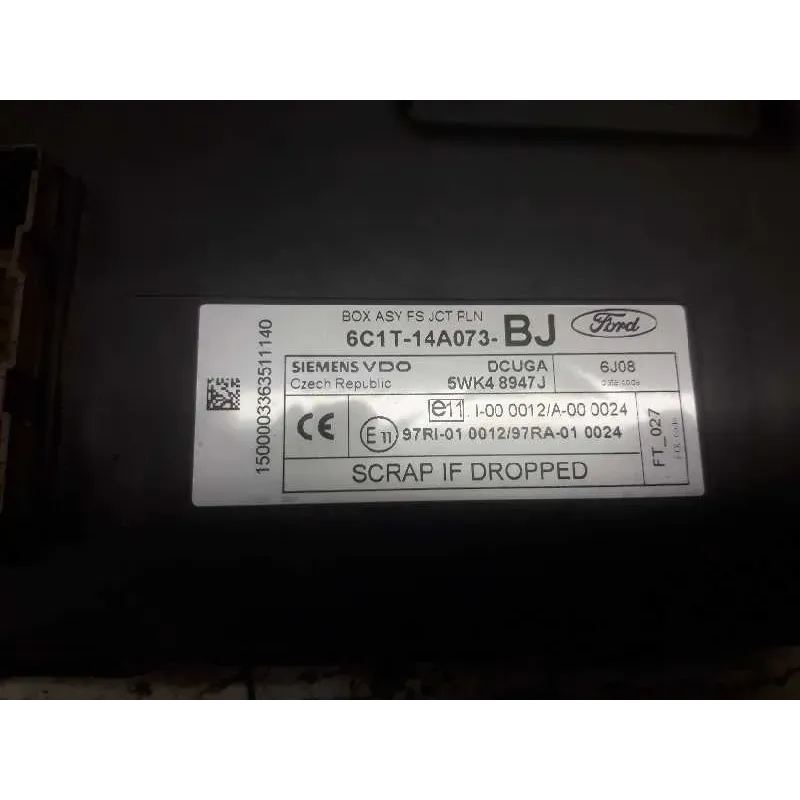 BOX ASY FS JCT PLN
6C1T-14A073-BJ
Ford
SIEMENS VDO DCUGA 6J08
Czech Republic 5WK4 8947J date code
CE e11 I-00 0012/A-00 0024
E11 97RI-01 0012/97RA-01 0024
SCRAP IF DROPPED
FT_027
1500003363511140